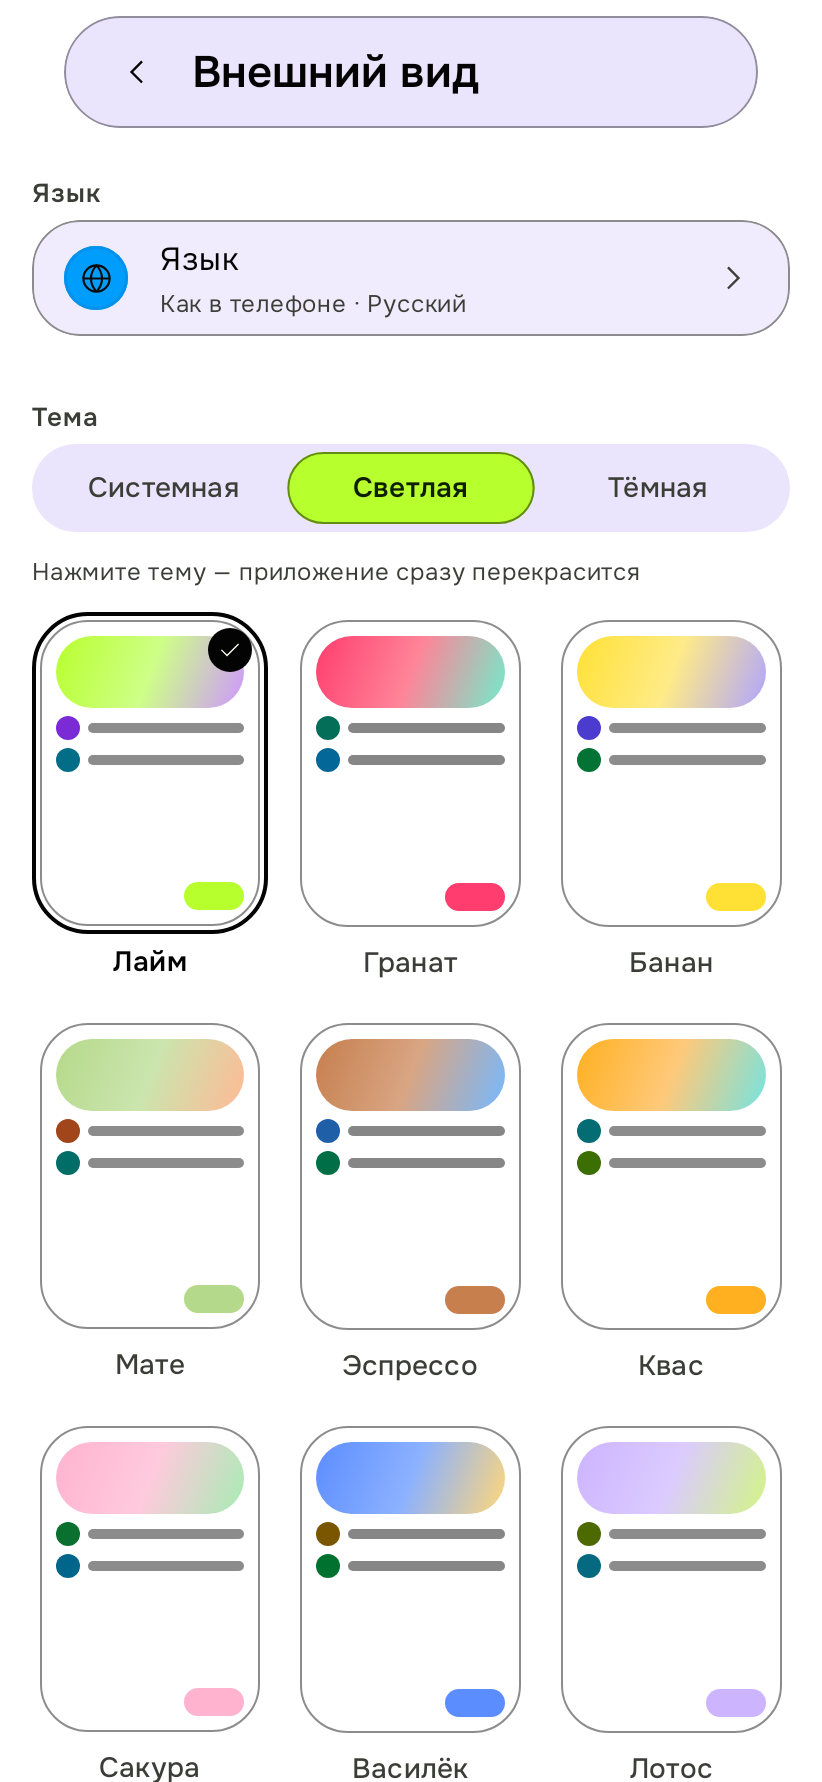 Внешний вид
Язык
Язык
Как в телефоне · Русский
Тема
Системная
Светлая
Тёмная
Нажмите тему — приложение сразу перекрасится
Лайм
Гранат
Банан
Мате
Эспрессо
Квас
Сакура
Василёк
Лотос